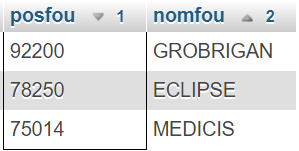 posfou 1 nomfou 2
92200 GROBRIGAN
78250 ECLIPSE
75014 MEDICIS